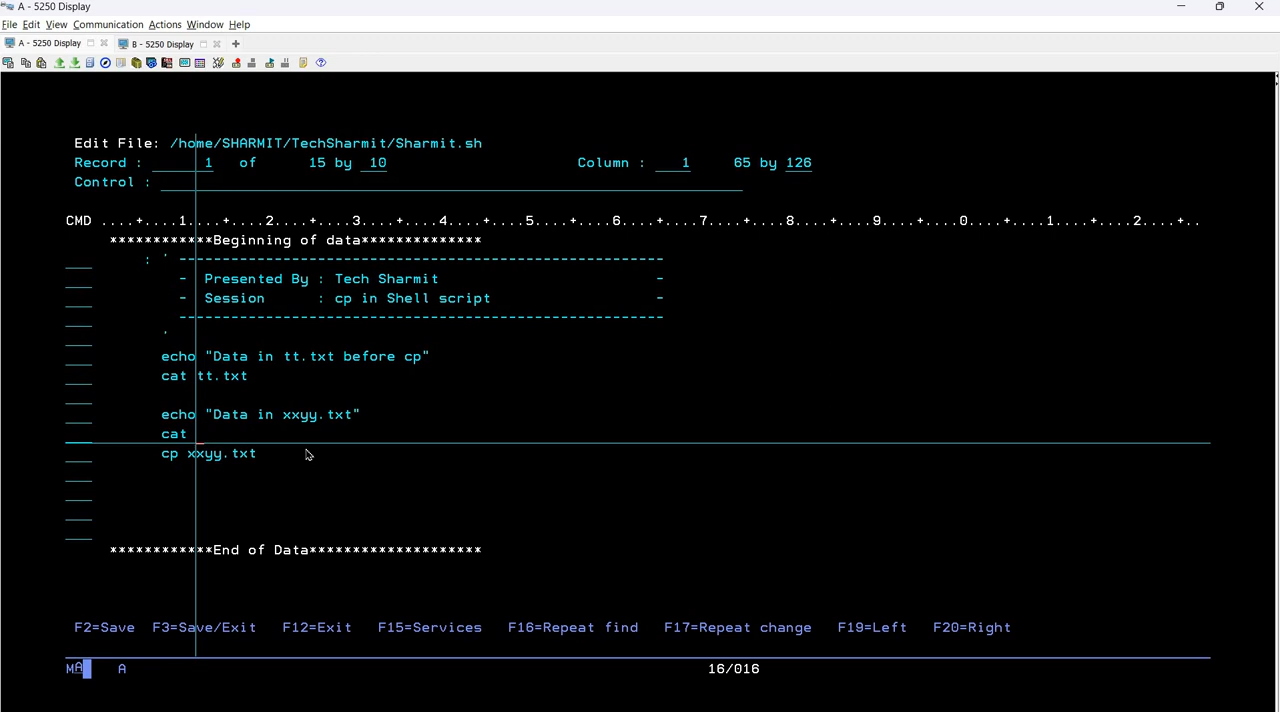 A - 5250 Display
File Edit View Communication Actions Window Help
A - 5250 Display B - 5250 Display +
Edit File: /home/SHARMIT/TechSharmit/Sharmit.sh
Record : 1 of 15 by 10 Column : 1 65 by 126
Control :
CMD ....+....1....+....2....+....3....+....4....+....5....+....6....+....7....+....8....+....9....+....0....+....1....+....2....+..
************Beginning of data**************
: ' --------------------------------------------------------
- Presented By : Tech Sharmit -
- Session : cp in Shell script -
--------------------------------------------------------
'
echo "Data in tt.txt before cp"
cat tt.txt
echo "Data in xxyy.txt"
cat
cp xxyy.txt
************End of Data********************
F2=Save F3=Save/Exit F12=Exit F15=Services F16=Repeat find F17=Repeat change F19=Left F20=Right
MA A 16/016